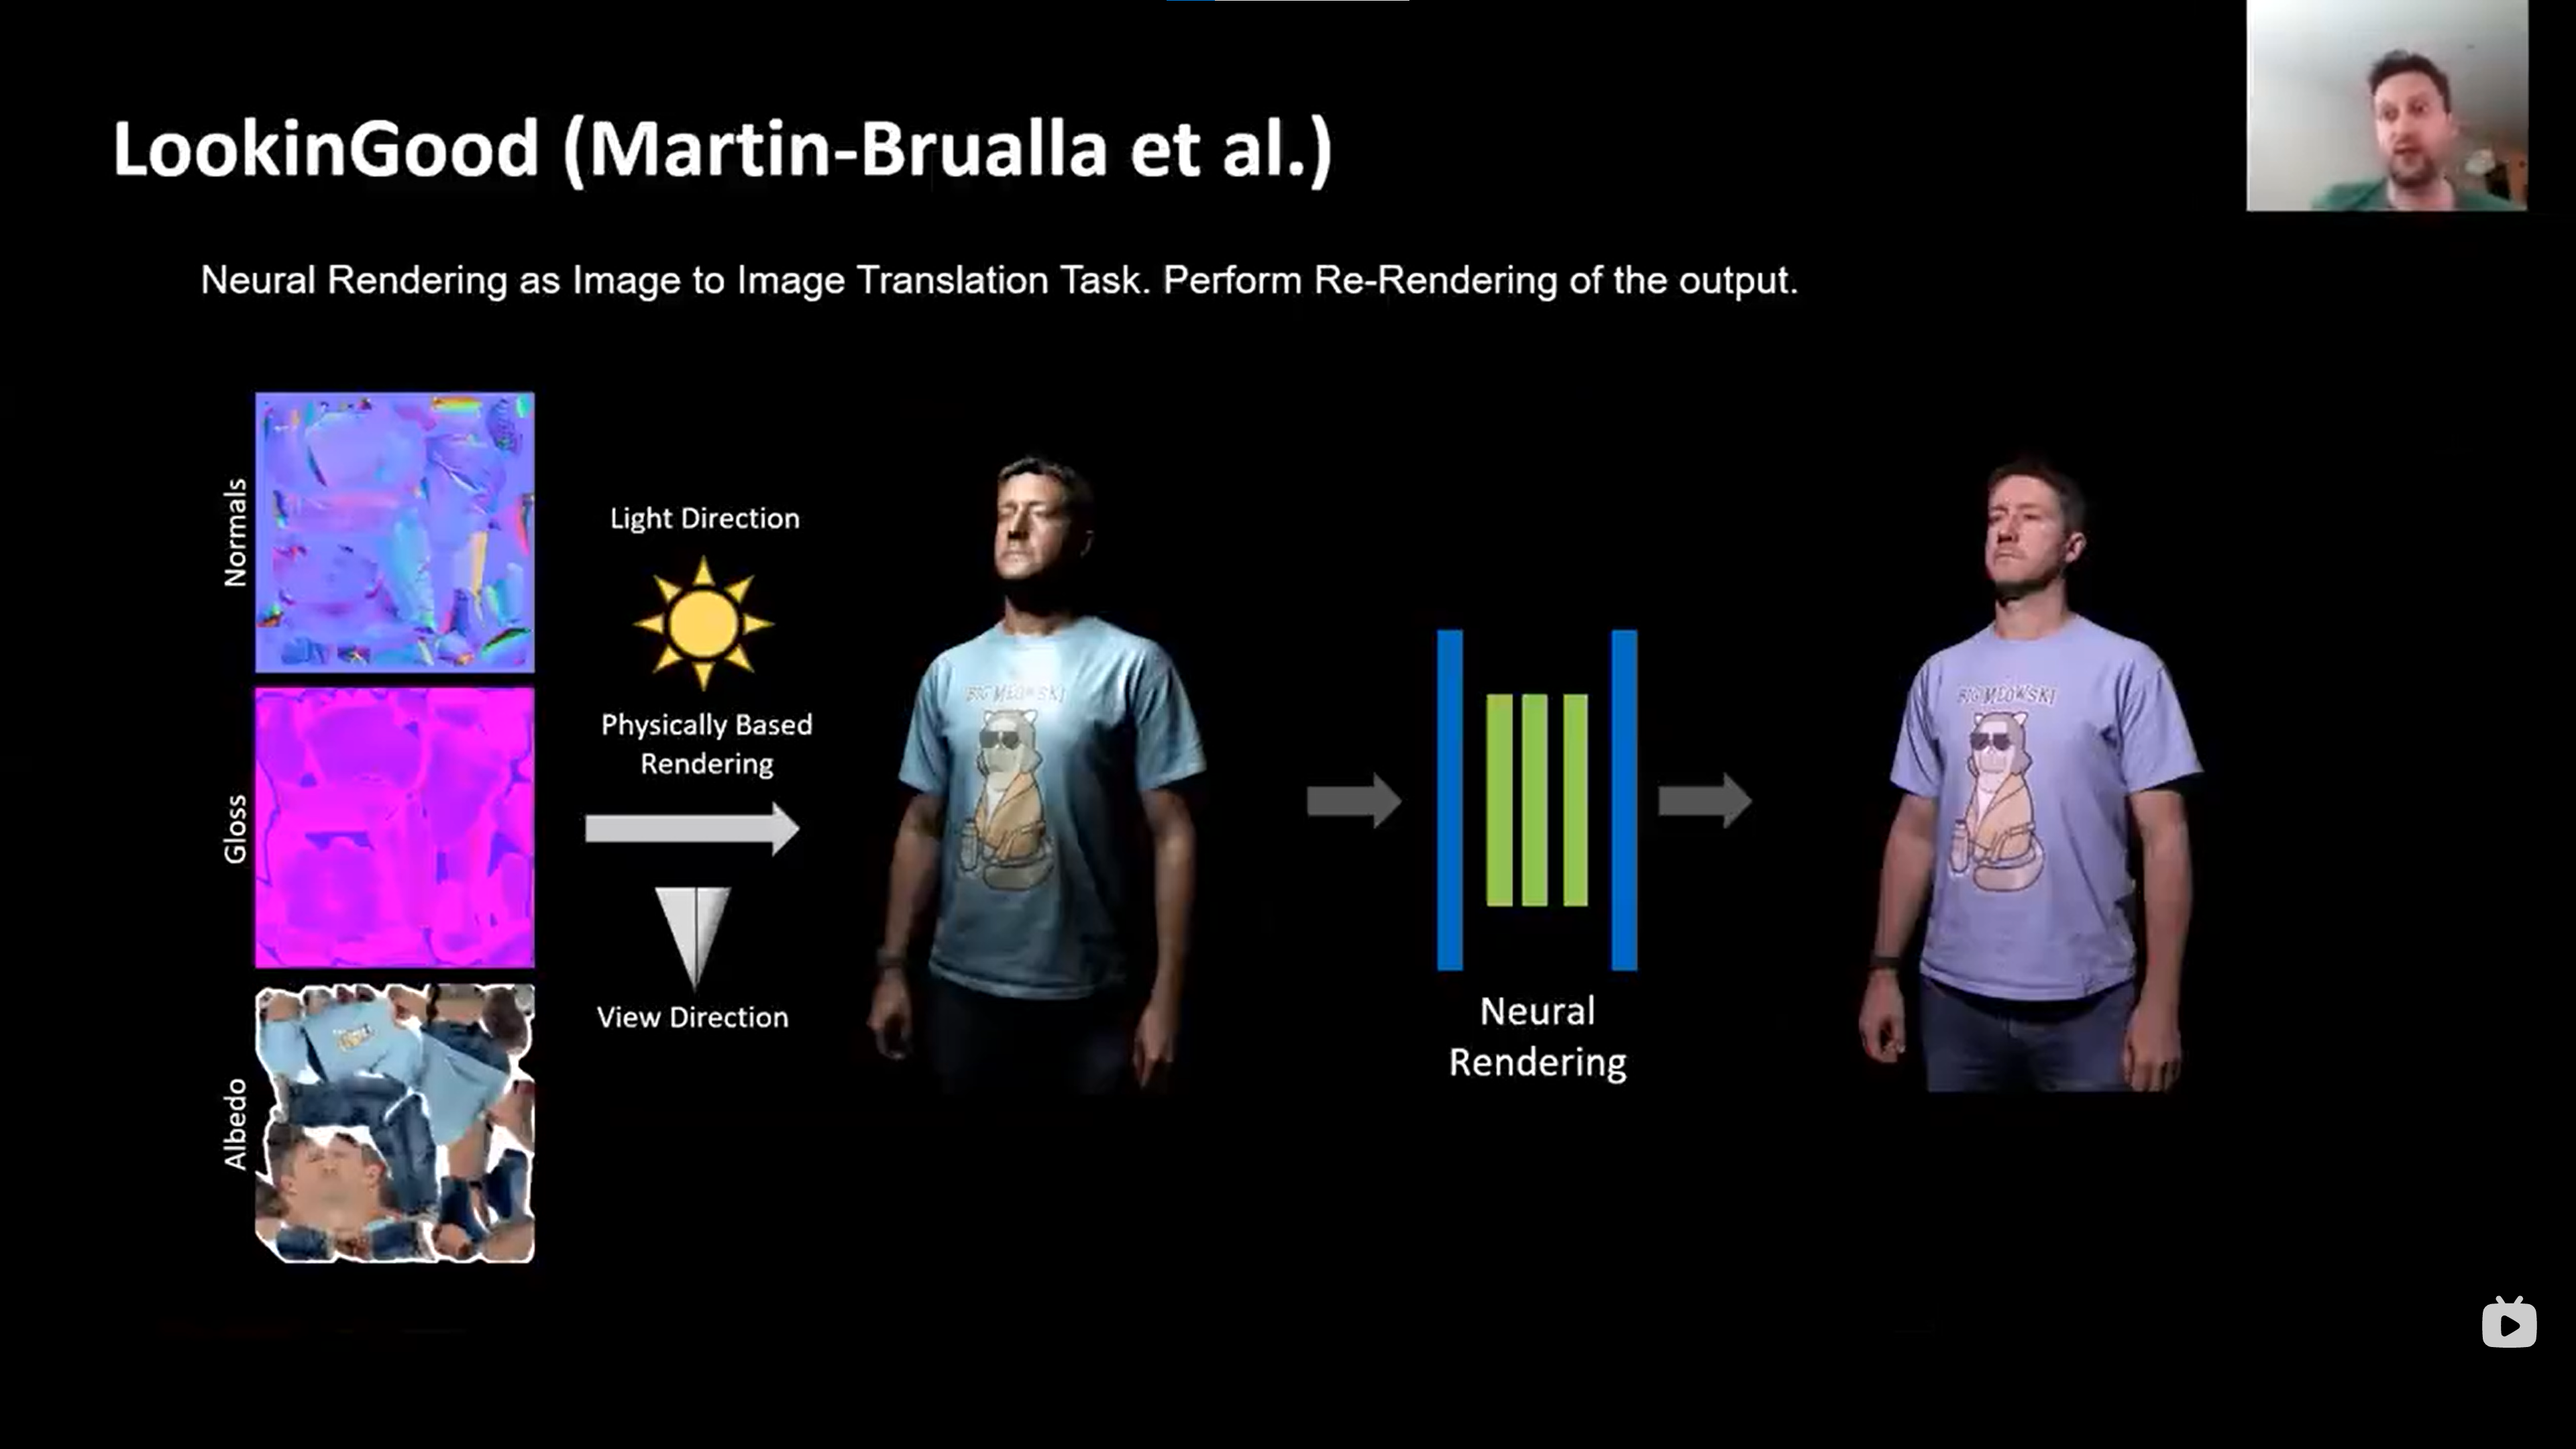 LookinGood (Martin-Brualla et al.)
Neural Rendering as Image to Image Translation Task. Perform Re-Rendering of the output.
Normals
Gloss
Albedo
Light Direction
Physically Based
Rendering
View Direction
BIG MEOWSKI
Neural
Rendering
BIG MEOWSKI